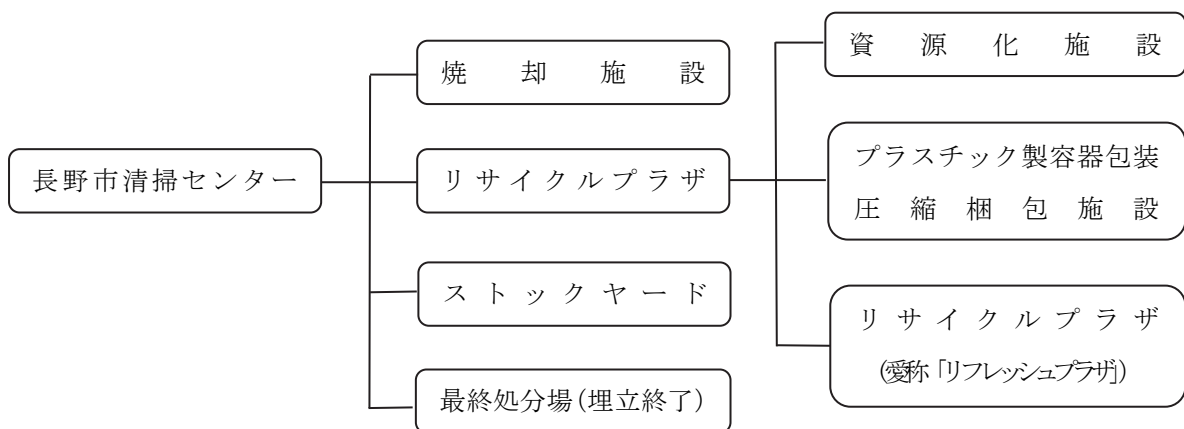 長野市清掃センター
焼却施設
リサイクルプラザ
ストックヤード
最終処分場(埋立終了)
資源化施設
プラスチック製容器包装
圧縮梱包施設
リサイクルプラザ
(愛称「リフレッシュプラザ」)